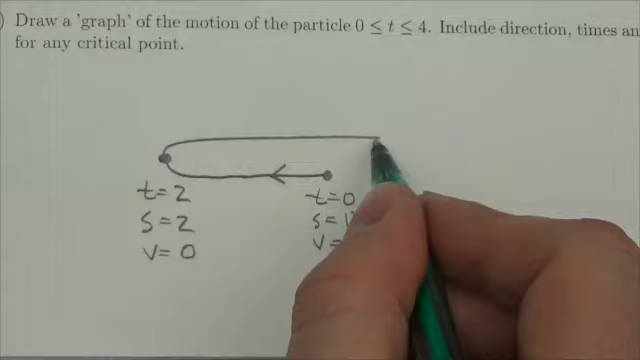 Draw a 'graph' of the motion of the particle 0 ≤ t ≤ 4. Include direction, times
for any critical point.
t=2 t=0
S=2 S=
V=0 V=